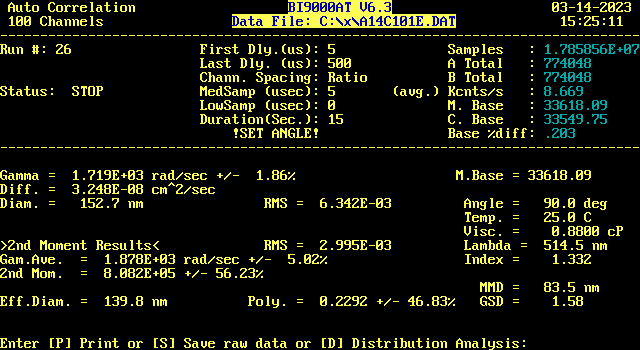 Auto Correlation BI9000AT V6.3 03-14-2023
100 Channels Data File: C:\x\A14C101E.DAT 15:25:11
Run #: 26 First Dly.(us): 5 Samples : 1.785856E+07
Last Dly. (us): 500 A Total : 774048
Chann. Spacing: Ratio B Total : 774048
Status: STOP MedSamp (usec): 5 (avg.) Kcnts/s : 8.669
LowSamp (usec): 0 M. Base : 33618.09
Duration(Sec.): 15 C. Base : 33549.75
!SET ANGLE! Base %diff: .203
Gamma = 1.719E+03 rad/sec +/- 1.86% M.Base = 33618.09
Diff. = 3.248E-08 cm^2/sec
Diam. = 152.7 nm RMS = 6.342E-03 Angle = 90.0 deg
Temp. = 25.0 C
Visc. = 0.8800 cP
>2nd Moment Results< RMS = 2.995E-03 Lambda = 514.5 nm
Gam.Ave. = 1.878E+03 rad/sec +/- 5.02% Index = 1.332
2nd Mom. = 8.082E+05 +/- 56.23%
MMD = 83.5 nm
Eff.Diam. = 139.8 nm Poly. = 0.2292 +/- 46.83% GSD = 1.58
Enter [P] Print or [S] Save raw data or [D] Distribution Analysis: